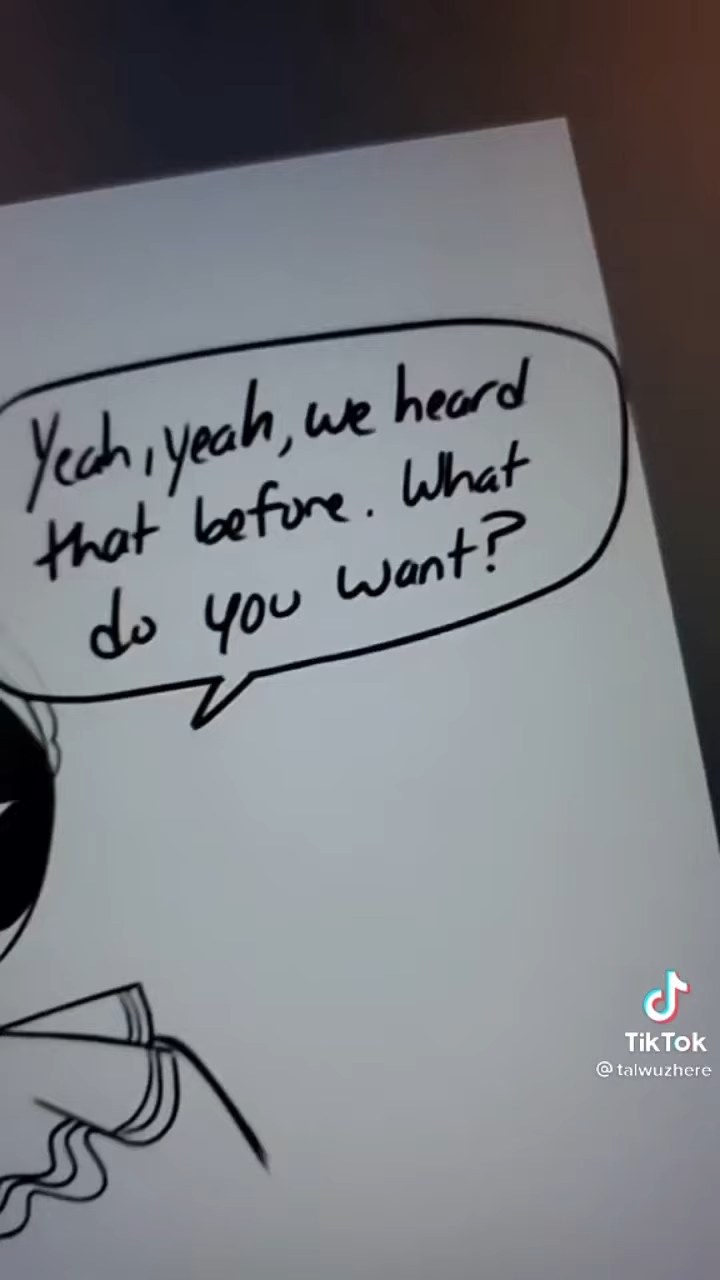 Yeah, yeah, we heard
that before. What
do you want?
TikTok
@talwuzhere